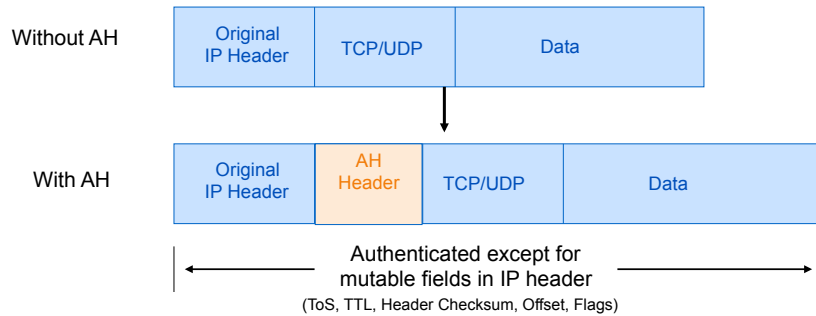 Without AH
Original
IP Header
TCP/UDP
Data
With AH
Original
IP Header
AH
Header
TCP/UDP
Data
Authenticated except for
mutable fields in IP header
(ToS, TTL, Header Checksum, Offset, Flags)